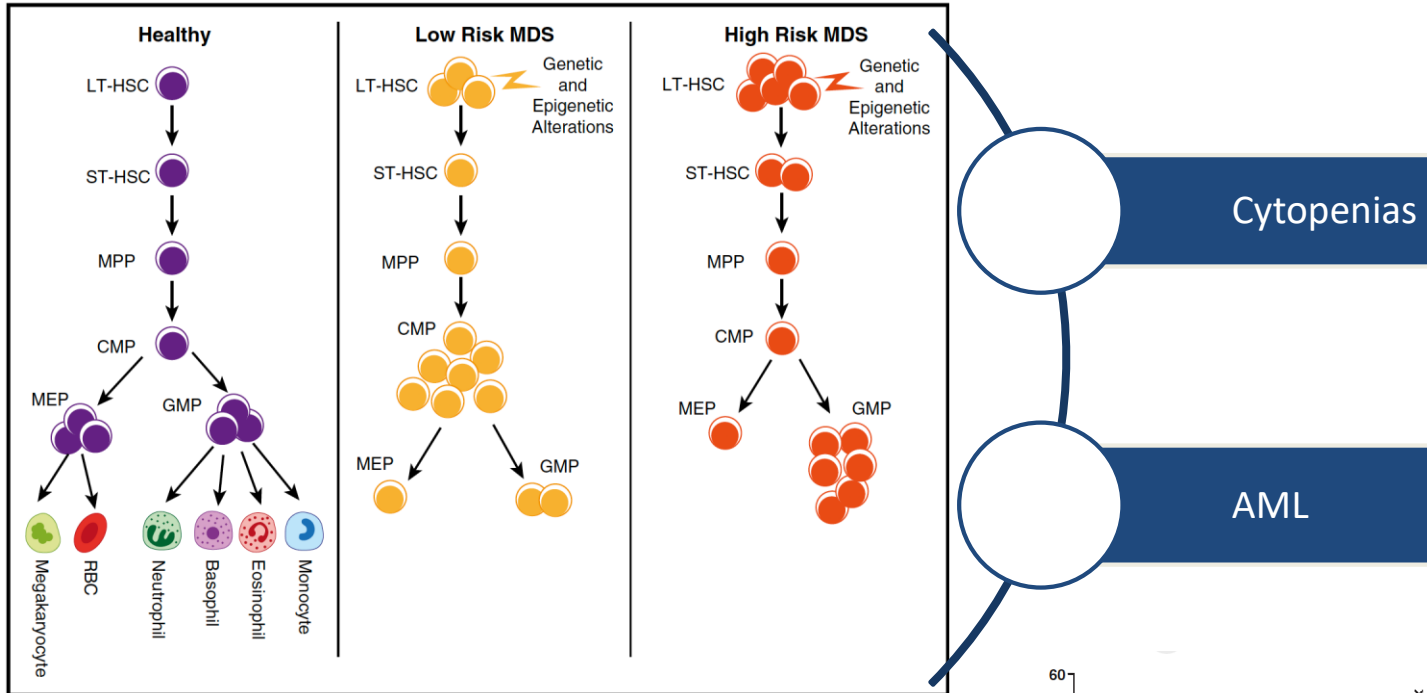 Healthy
LT-HSC
ST-HSC
MPP
CMP
MEP
GMP
Megakaryocyte
RBC
Neutrophil
Basophil
Eosinophil
Monocyte
Low Risk MDS
LT-HSC
Genetic
and
Epigenetic
Alterations
ST-HSC
MPP
CMP
MEP
GMP
High Risk MDS
LT-HSC
Genetic
and
Epigenetic
Alterations
ST-HSC
MPP
CMP
MEP
GMP
Cytopenias
AML
60